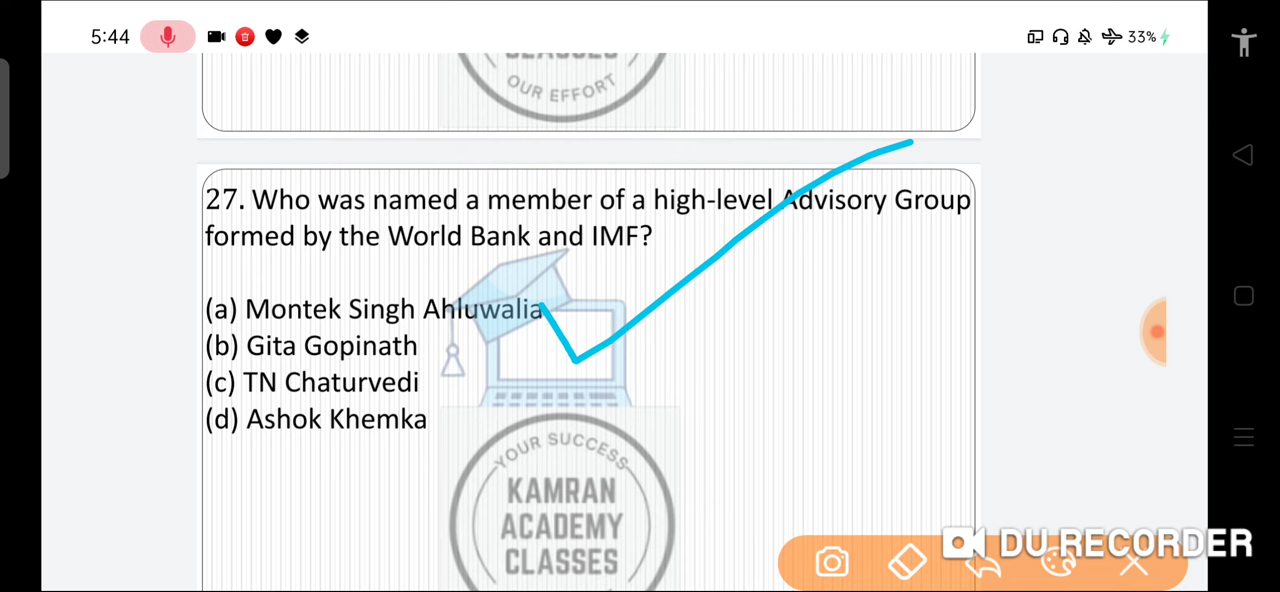 5:44
33%
CLASSES
OUR EFFORT
27. Who was named a member of a high-level Advisory Group
formed by the World Bank and IMF?
(a) Montek Singh Ahluwalia
(b) Gita Gopinath
(c) TN Chaturvedi
(d) Ashok Khemka
YOUR SUCCESS
KAMRAN
ACADEMY
CLASSES
DU RECORDER